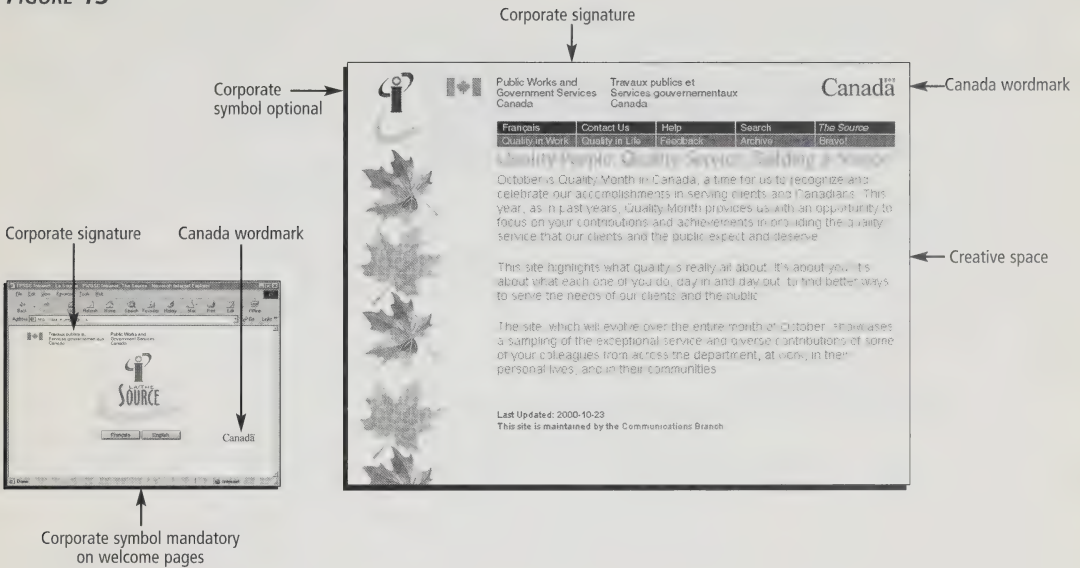 FIGURE 15
Corporate signature
Corporate
symbol optional
Public Works and
Government Services
Canada
Travaux
publics et
Services gouvernementaux
Canada
Canada
Canada wordmark
Français Contact Us Help Search The Source
Quality in Work Quality in Life Feedback Archive Bravo!
Quality People, Quality Service, Building a
October is Quality Month in Canada, a time for us to recognize and
celebrate our accomplishments in serving clients and Canadians. This
year, as in past years, Quality Month provides us with an opportunity to
focus on your contributions and achievements in providing the quality
service that our clients and the public expect and deserve.
Creative space
This site highlights what quality is really all about. It's about you. It's
about what each one of you do, day in and day out, to find better ways
to serve the needs of our clients and the public.
The site, which will evolve over the entire month of October, showcases
a sampling of the exceptional service and diverse contributions of some
of your colleagues from across the department, at work, in their
personal lives, and in their communities.
Last Updated: 2000-10-23
This site is maintained by the Communications Branch
Corporate signature
Canada wordmark
Travaux publics et
Services gouvernementaux
Canada
Public Works and
Government Services
Canada
LA/THE
SOURCE
Français English
Canada
Corporate symbol mandatory
on welcome pages